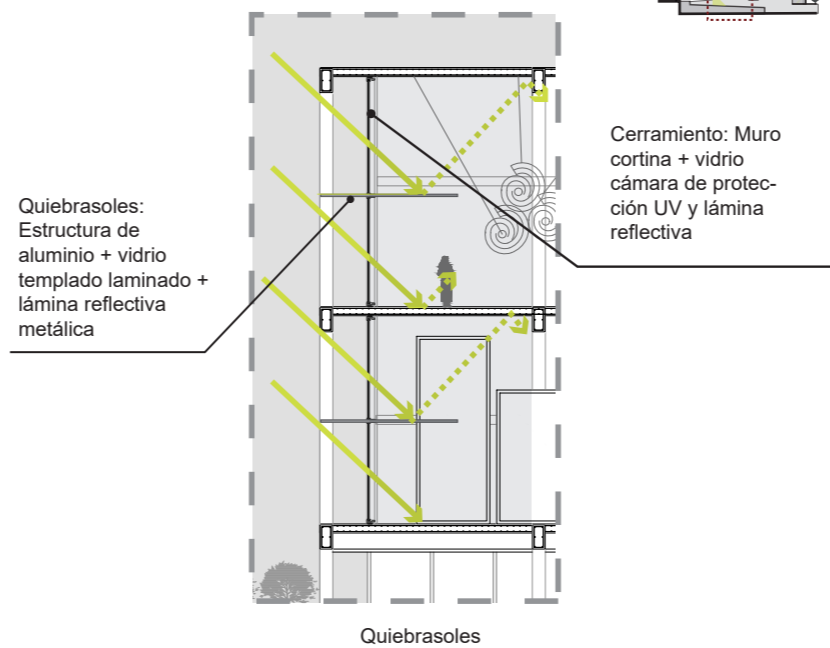 Quiebrasoles:
Estructura de
aluminio + vidrio
templado laminado +
lámina reflectiva
metálica
Cerramiento: Muro
cortina + vidrio
cámara de protec-
ción UV y lámina
reflectiva
Quiebrasoles